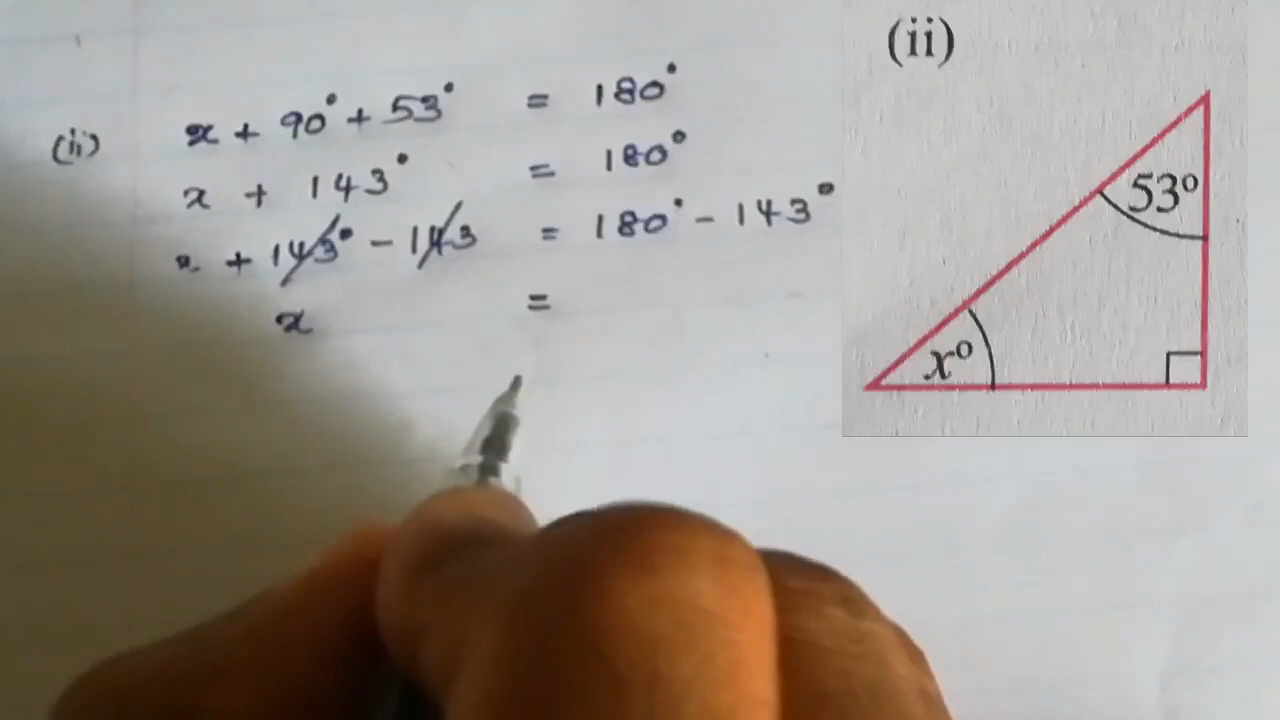 (ii) x + 90° + 53° = 180°
x + 143° = 180°
x + 143° - 143 = 180° - 143°
x =
(ii)
53°
x°